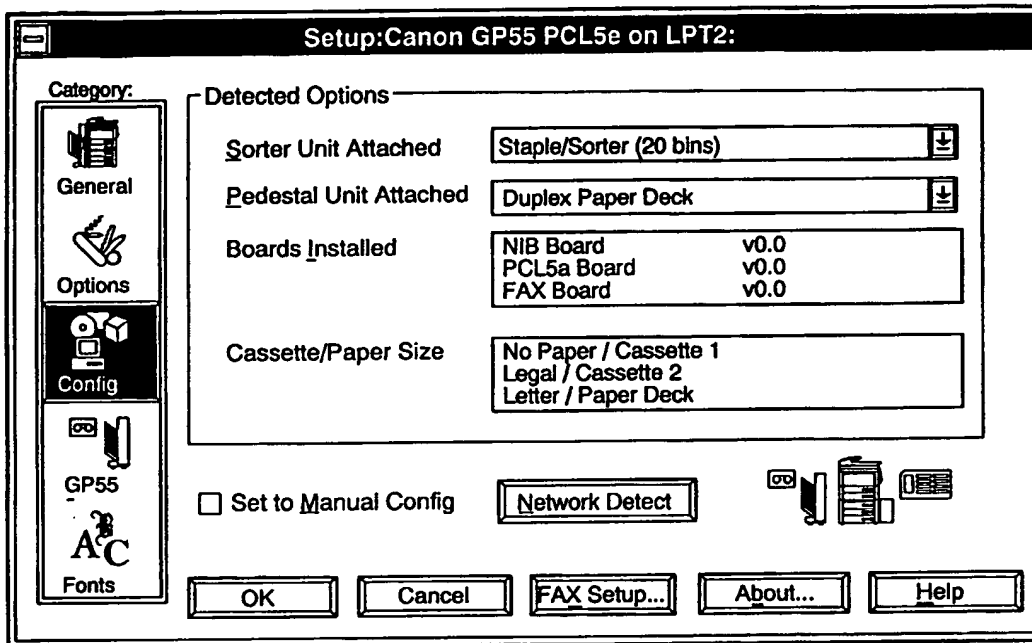 Setup:Canon GP55 PCL5e on LPT2:
Category:
General
Options
Config
GP55
Fonts
Detected Options
Sorter Unit Attached
Staple/Sorter (20 bins)
Pedestal Unit Attached
Duplex Paper Deck
Boards Installed
NIB Board v0.0
PCL5a Board v0.0
FAX Board v0.0
Cassette/Paper Size
No Paper / Cassette 1
Legal / Cassette 2
Letter / Paper Deck
Set to Manual Config
Network Detect
OK
Cancel
FAX Setup...
About...
Help